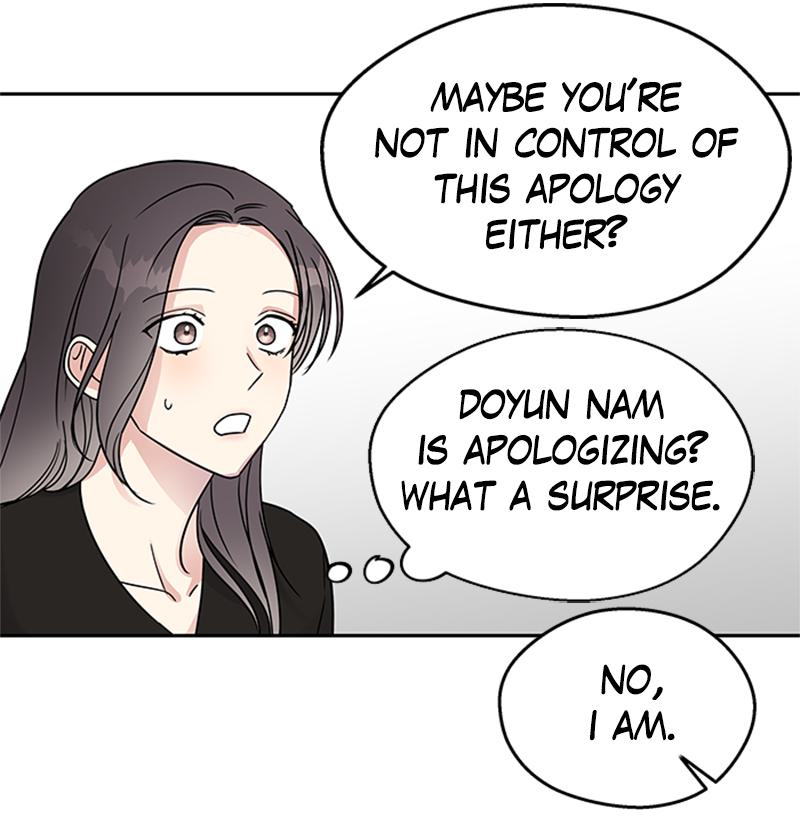 MAYBE YOU'RE
NOT IN CONTROL OF
THIS APOLOGY
EITHER?
DOYUN NAM
IS APOLOGIZING?
WHAT A SURPRISE.
NO,
I AM.